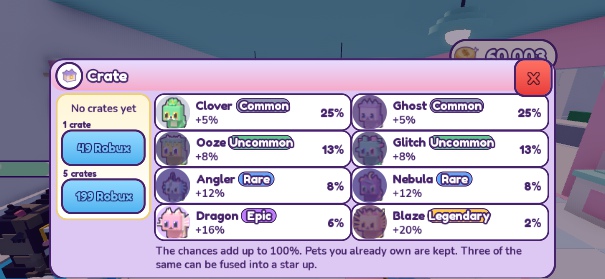 60,003
Crate
X
No crates yet
1 crate
49 Robux
5 crates
199 Robux
Clover Common
+5%
25%
Ghost Common
+5%
25%
Ooze Uncommon
+8%
13%
Glitch Uncommon
+8%
13%
Angler Rare
+12%
8%
Nebula Rare
+12%
8%
Dragon Epic
+16%
6%
Blaze Legendary
+20%
2%
The chances add up to 100%. Pets you already own are kept. Three of the
same can be fused into a star up.